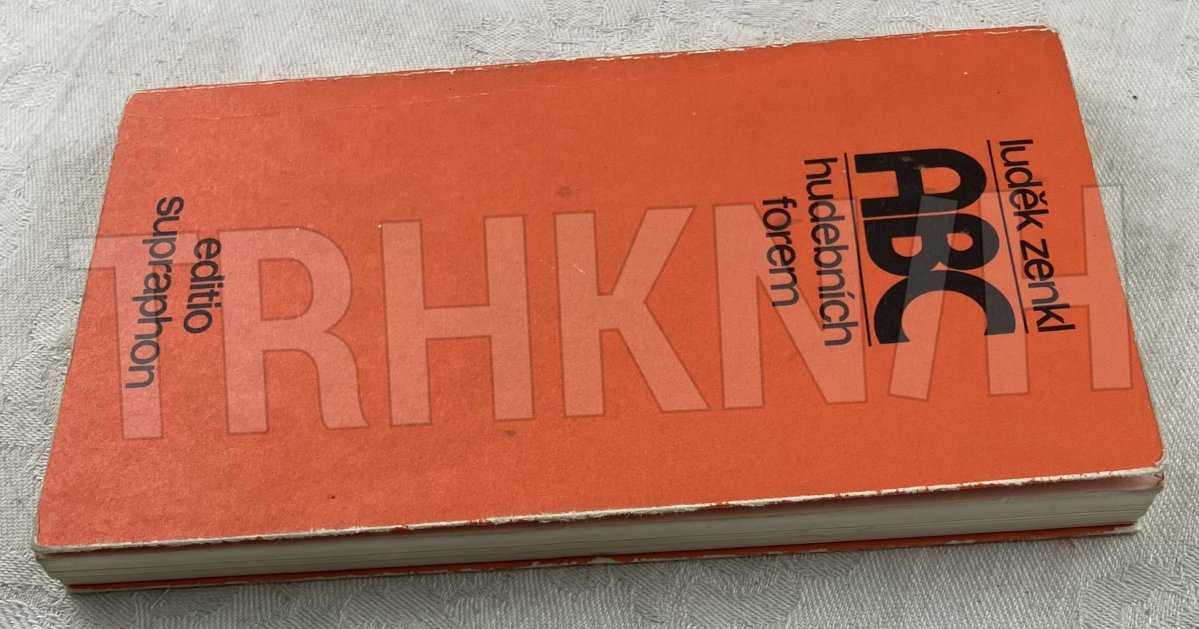 luděk zenkl
ABC
hudebních
forem
editio
supraphon
TRHKNIH